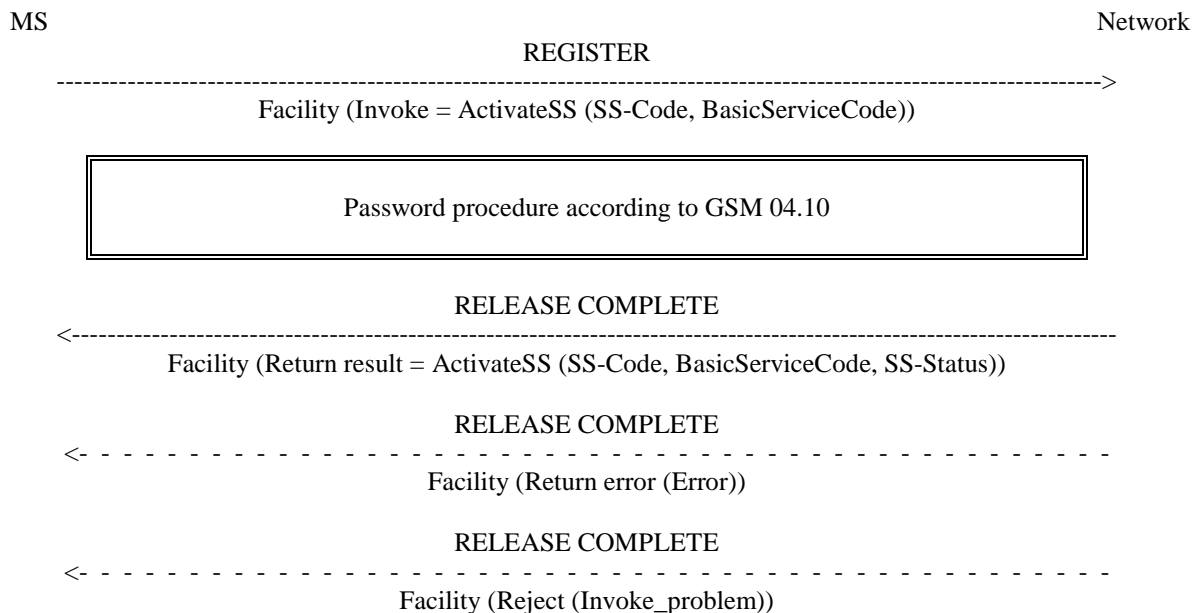 MS Network
REGISTER
Facility (Invoke = ActivateSS (SS-Code, BasicServiceCode))
Password procedure according to GSM 04.10
RELEASE COMPLETE
Facility (Return result = ActivateSS (SS-Code, BasicServiceCode, SS-Status))
RELEASE COMPLETE
Facility (Return error (Error))
RELEASE COMPLETE
Facility (Reject (Invoke_problem))